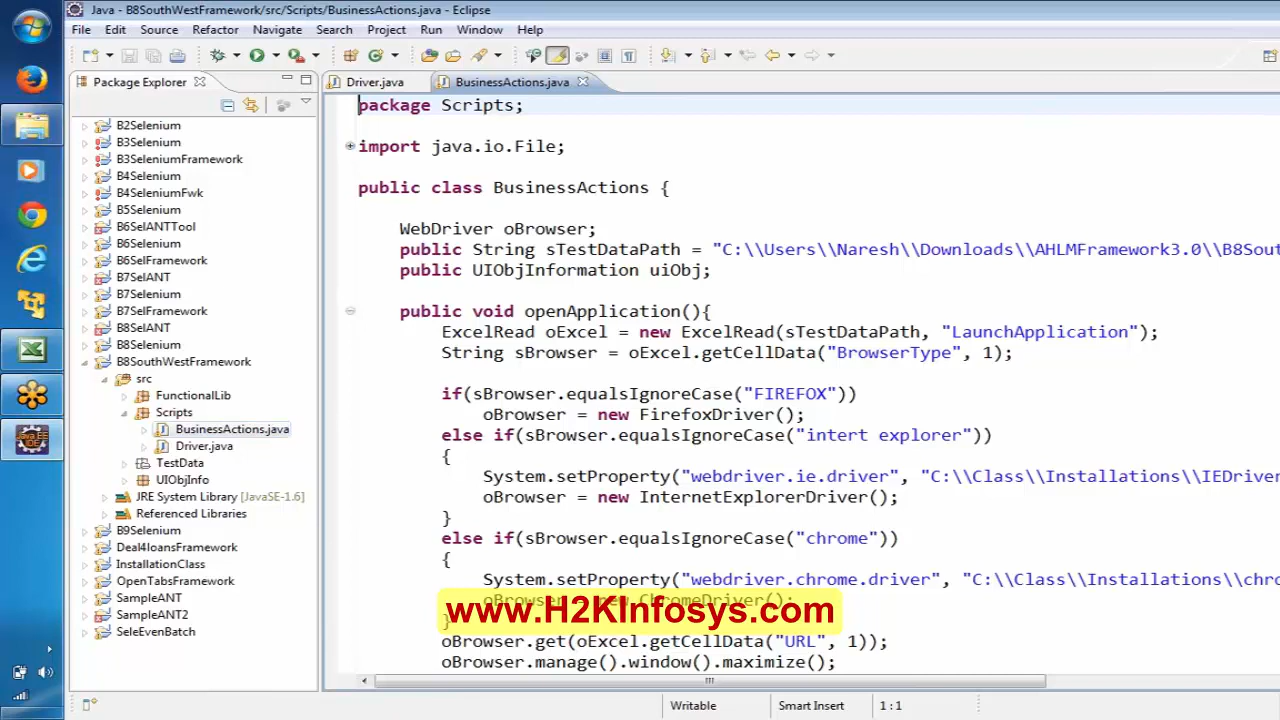 Java - B8SouthWestFramework/src/Scripts/BusinessActions.java - Eclipse
File Edit Source Refactor Navigate Search Project Run Window Help
Package Explorer
Driver.java BusinessActions.java
B2Selenium
B3Selenium
B3SeleniumFramework
B4Selenium
B4SeleniumFwk
B5Selenium
B6SelANTTool
B6Selenium
B6SelFramework
B7SelANT
B7Selenium
B7SelFramework
B8SelANT
B8Selenium
B8SouthWestFramework
src
FunctionalLib
Scripts
BusinessActions.java
Driver.java
TestData
UIObjInfo
JRE System Library [JavaSE-1.6]
Referenced Libraries
B9Selenium
Deal4loansFramework
InstallationClass
OpenTabsFramework
SampleANT
SampleANT2
SeleEvenBatch
package Scripts;
import java.io.File;
public class BusinessActions {
WebDriver oBrowser;
public String sTestDataPath = "C:\\Users\\Naresh\\Downloads\\AHLMFramework3.0\\B8Sout
public UIObjInformation uiObj;
public void openApplication(){
ExcelRead oExcel = new ExcelRead(sTestDataPath, "LaunchApplication");
String sBrowser = oExcel.getCellData("BrowserType", 1);
if(sBrowser.equalsIgnoreCase("FIREFOX"))
oBrowser = new FirefoxDriver();
else if(sBrowser.equalsIgnoreCase("intert explorer"))
{
System.setProperty("webdriver.ie.driver", "C:\\Class\\Installations\\IEDriver
oBrowser = new InternetExplorerDriver();
}
else if(sBrowser.equalsIgnoreCase("chrome"))
{
System.setProperty("webdriver.chrome.driver", "C:\\Class\\Installations\\chro
oBrowser = new ChromeDriver();
}
www.H2KInfosys.com
oBrowser.get(oExcel.getCellData("URL", 1));
oBrowser.manage().window().maximize();
Writable Smart Insert 1 : 1